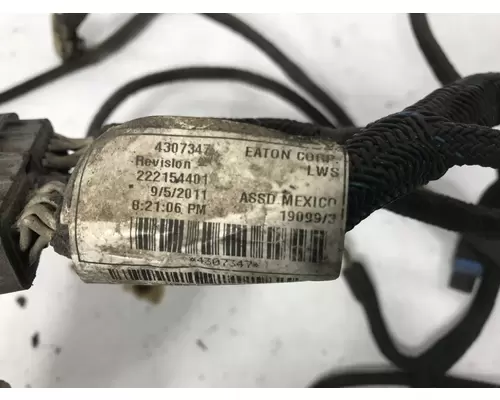 4307347 EATON CORP.
Revision LWS
222154401
9/5/2011 ASSD MEXICO
8:21:06 PM 19099/3
*4307347*